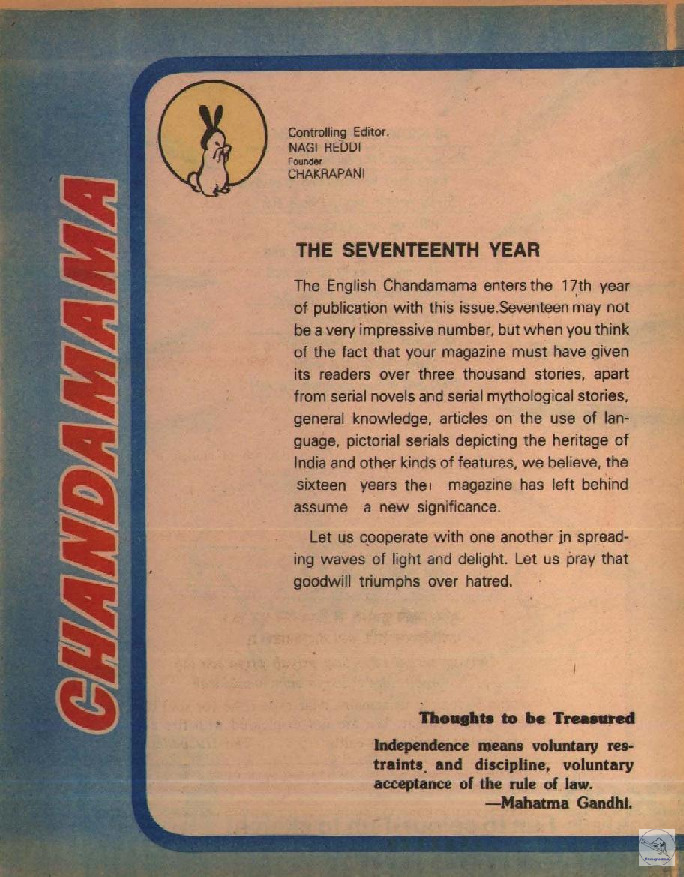 CHANDAMAMA
Controlling Editor.
NAGI REDDI
Founder
CHAKRAPANI
THE SEVENTEENTH YEAR
The English Chandamama enters the 17th year
of publication with this issue.Seventeen may not
be a very impressive number, but when you think
of the fact that your magazine must have given
its readers over three thousand stories, apart
from serial novels and serial mythological stories,
general knowledge, articles on the use of lan-
guage, pictorial serials depicting the heritage of
India and other kinds of features, we believe, the
sixteen years the magazine has left behind
assume a new significance.
Let us cooperate with one another in spread-
ing waves of light and delight. Let us pray that
goodwill triumphs over hatred.
Thoughts to be Treasured
Independence means voluntary res-
traints and discipline, voluntary
acceptance of the rule of law.
—Mahatma Gandhi.